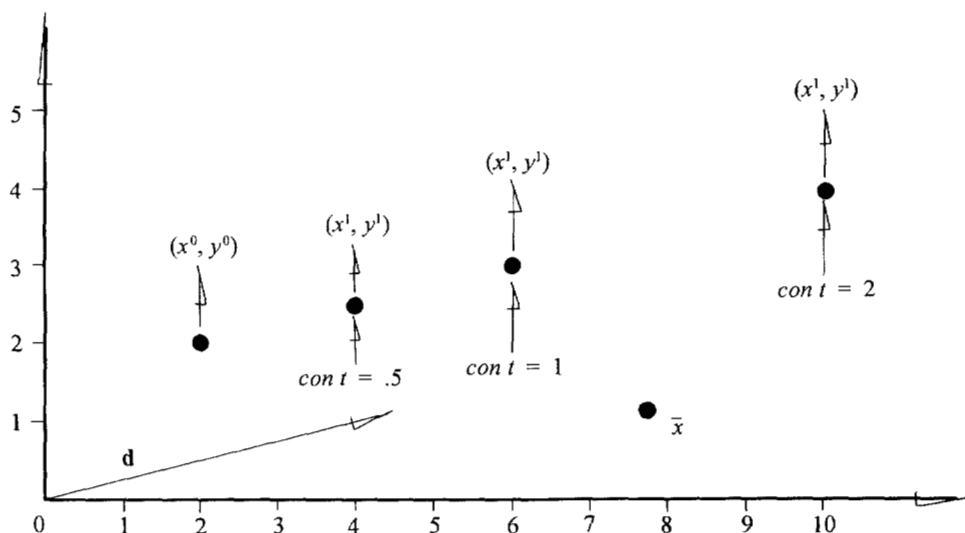 (x¹, y¹)
5
(x¹, y¹)
4
(x¹, y¹)
(x⁰, y⁰)
3
con t = 2
2
con t = 1
con t = .5
1
x̄
d
0 1 2 3 4 5 6 7 8 9 10